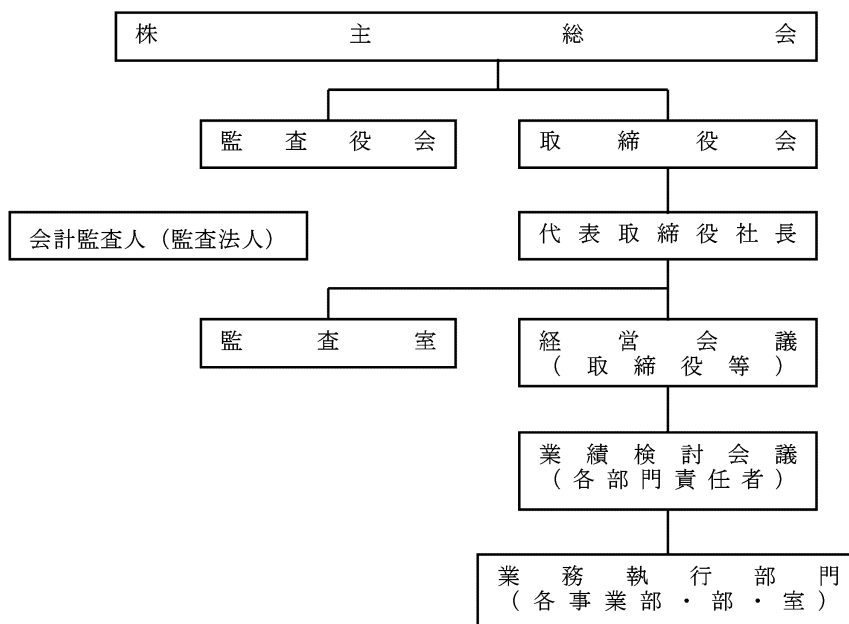 株主総会
監査役会
取締役会
会計監査人（監査法人）
代表取締役社長
監査室
経営会議
（取締役等）
業績検討会議
（各部門責任者）
業務執行部門
（各事業部・部・室）